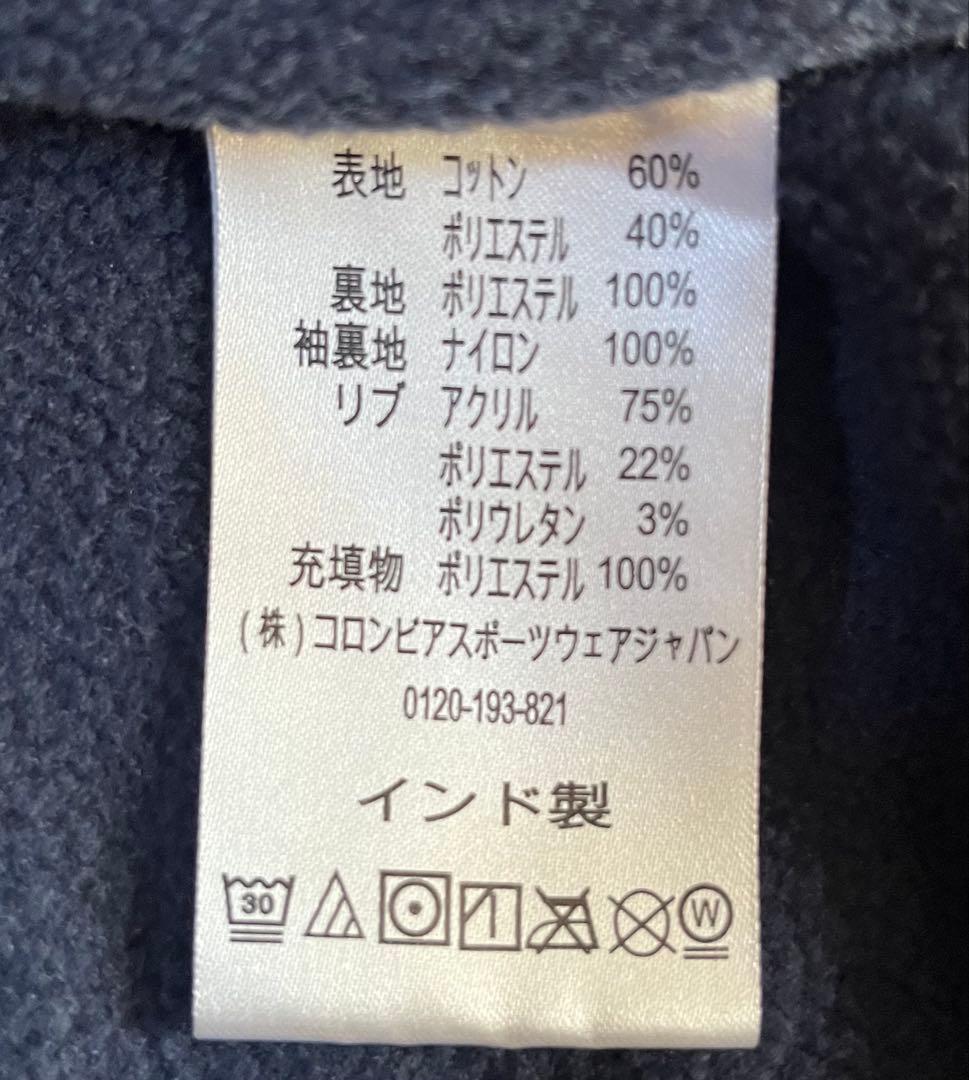 表地 コットン 60%
ポリエステル 40%
裏地 ポリエステル 100%
袖裏地 ナイロン 100%
リブ アクリル 75%
ポリエステル 22%
ポリウレタン 3%
充填物 ポリエステル 100%
(株)コロンビアスポーツウェアジャパン
0120-193-821
インド製
30 W